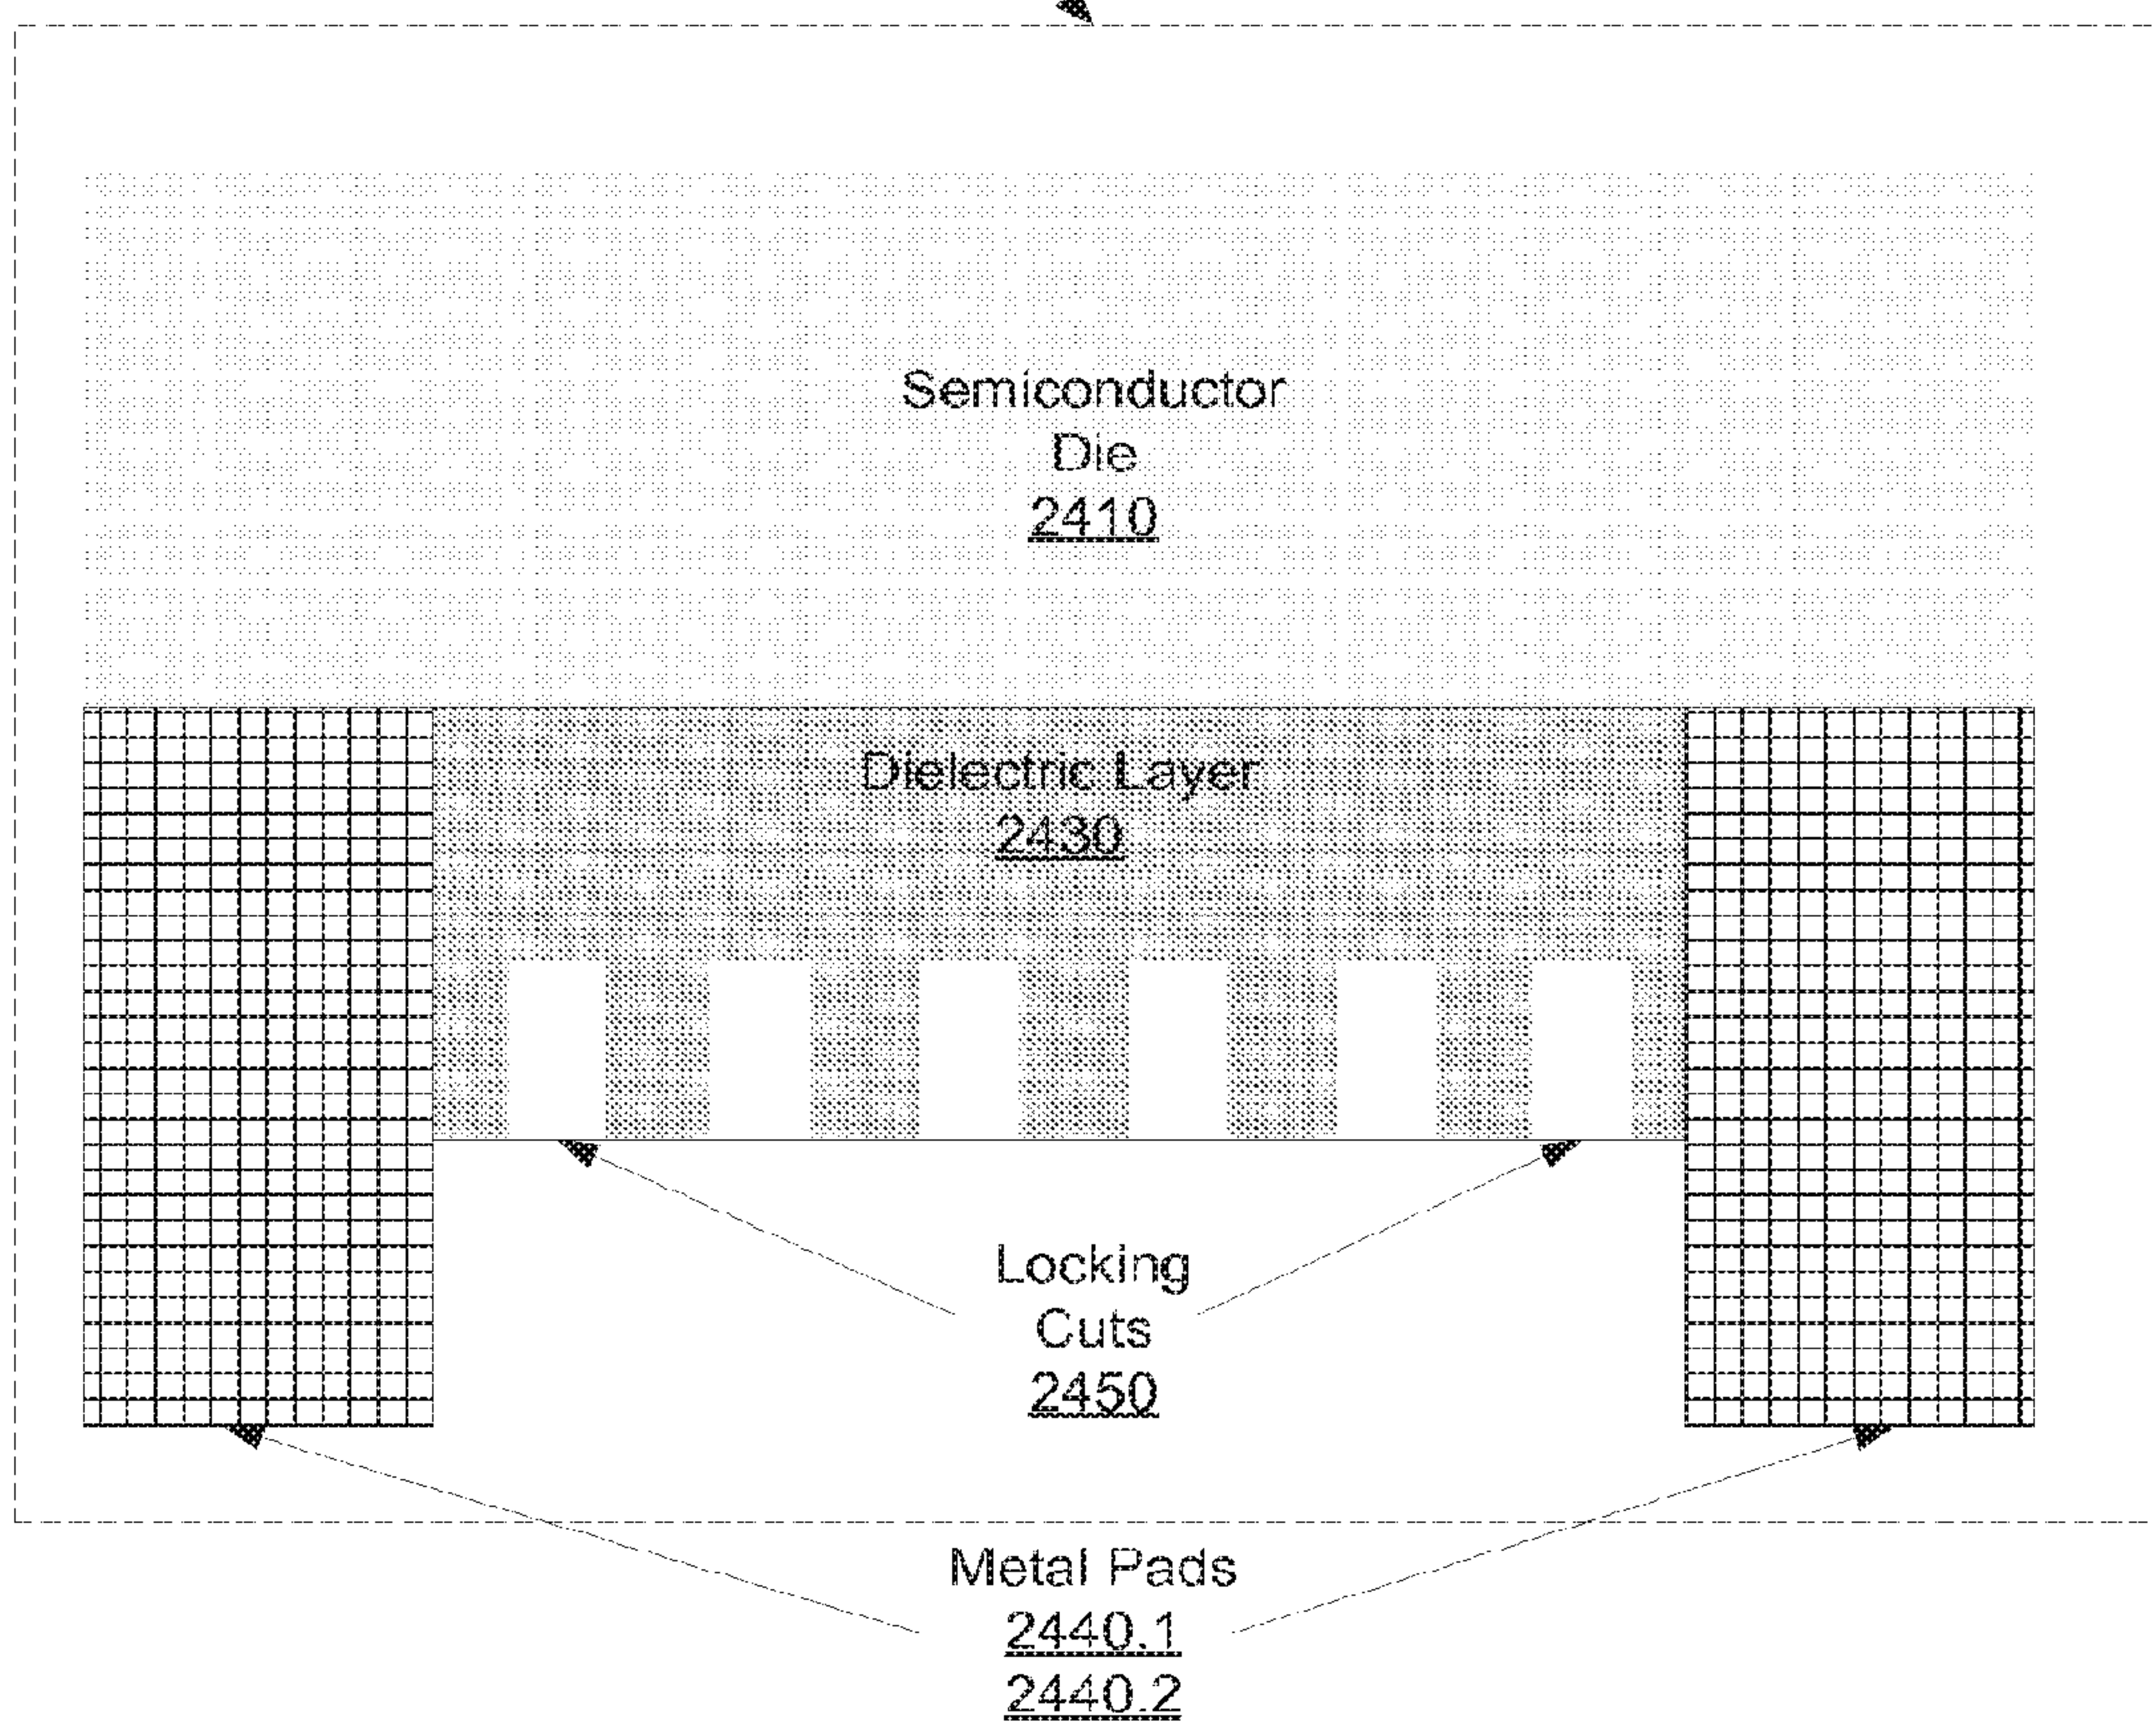 Semiconductor
Die
2410
Dielectric Layer
2430
Locking
Cuts
2450
Metal Pads
2440.1
2440.2